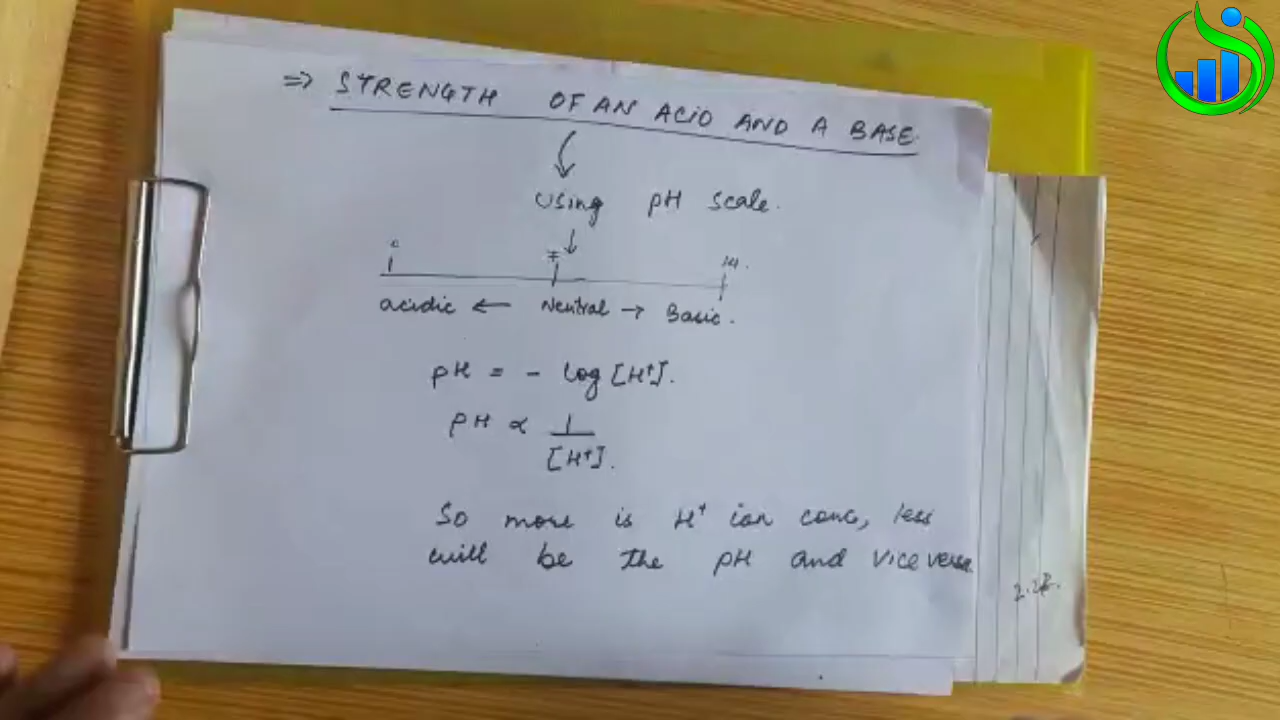 => STRENGTH OF AN ACID AND A BASE
Using pH scale.
0 7 14.
acidic ← Neutral → Basic.
pH = - log [H⁺].
pH ∝ 1
[H⁺].
So more is H⁺ ion conc, less
will be the pH and vice versa